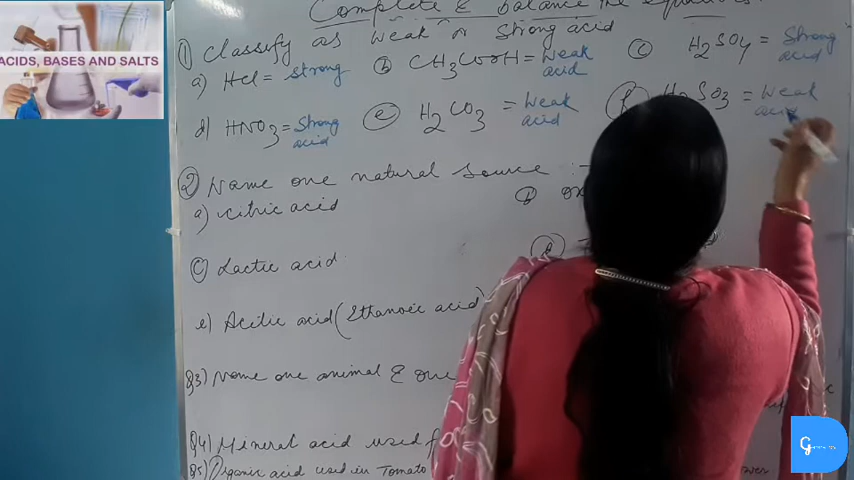 Complete & balance the equations
ACIDS, BASES AND SALTS
① Classify as weak or strong acid
a) HCl = strong ⓑ CH3COOH = weak acid ⓒ H2SO4 = Strong acid
d) HNO3 = Strong acid ⓔ H2CO3 = Weak acid ⓕ H2SO3 = Weak acid
② Name one natural source :-
a) Citric acid ⓑ
ⓒ Lactic acid
e) Acilic acid (Ethanoic acid)
Q3) Name one animal & one
Q4) Mineral acid used
Q5) Organic acid used in Tomato
G